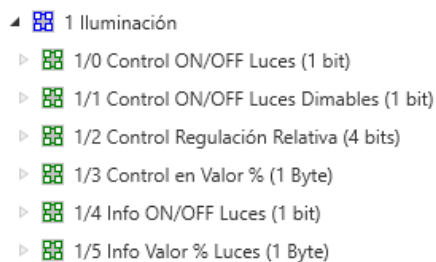 1 Iluminación
1/0 Control ON/OFF Luces (1 bit)
1/1 Control ON/OFF Luces Dimables (1 bit)
1/2 Control Regulación Relativa (4 bits)
1/3 Control en Valor % (1 Byte)
1/4 Info ON/OFF Luces (1 bit)
1/5 Info Valor % Luces (1 Byte)